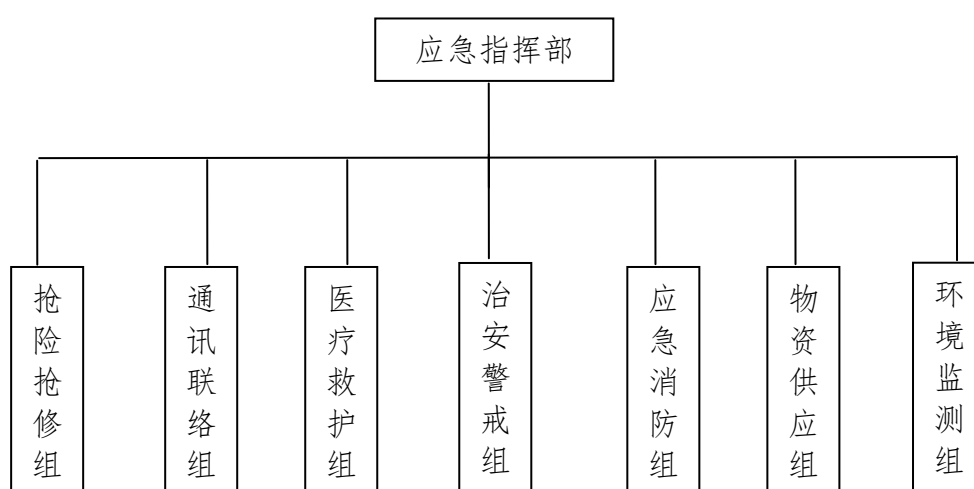 应急指挥部
抢险抢修组
通讯联络组
医疗救护组
治安警戒组
应急消防组
物资供应组
环境监测组